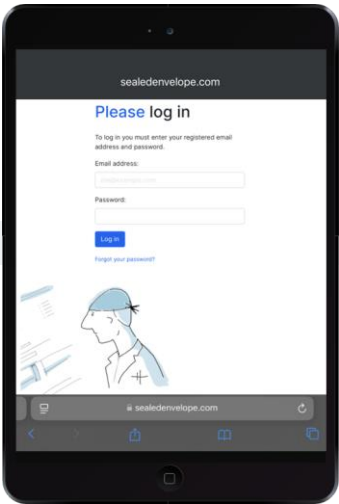 sealedenvelope.com
Please log in
To log in you must enter your registered email
address and password.
Email address:
Password:
Log in
Forgot your password?
sealedenvelope.com